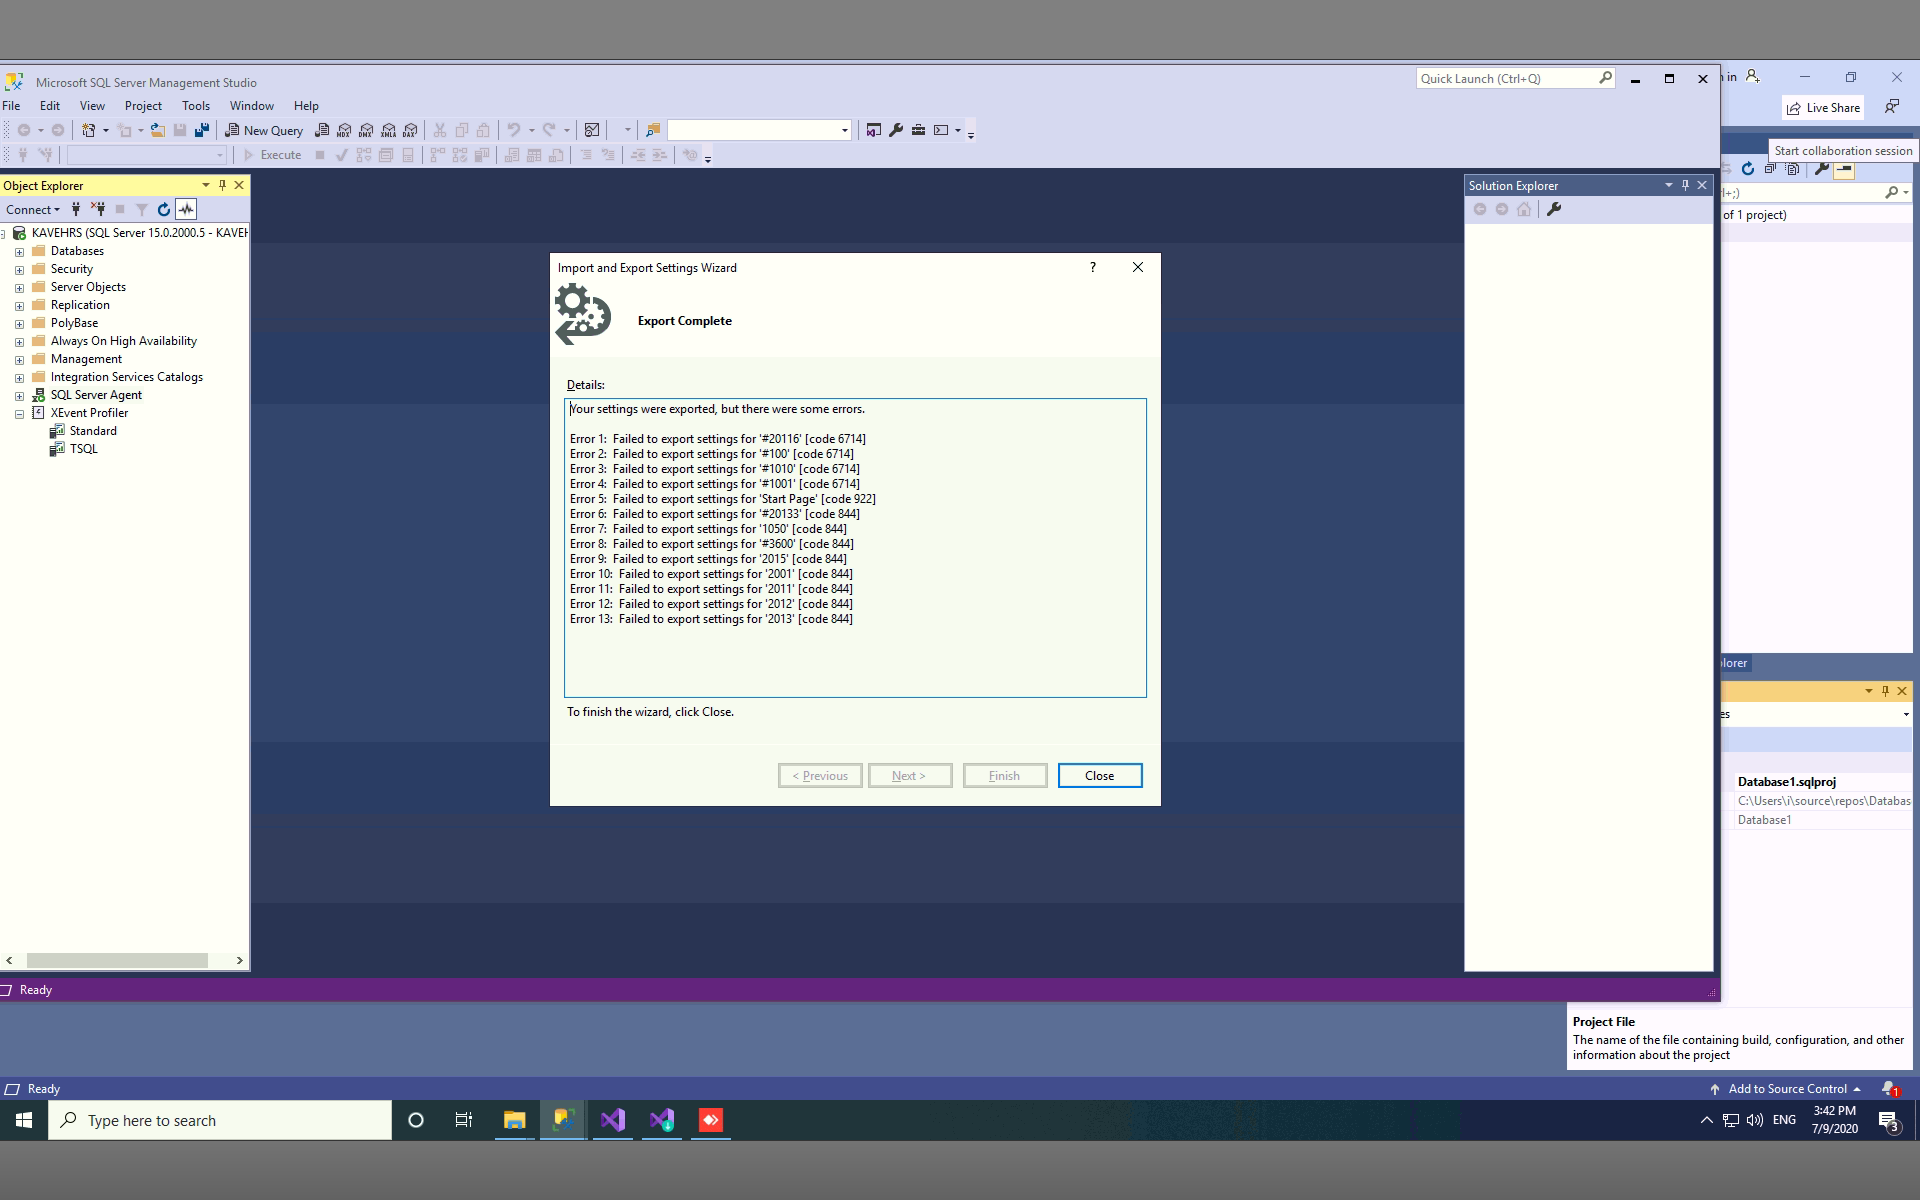 Microsoft SQL Server Management Studio
Quick Launch (Ctrl+Q)
in
File Edit View Project Tools Window Help
Live Share
New Query
MDX DMX XMLA DAX
Execute
Start collaboration session
Object Explorer
Solution Explorer
Connect
of 1 project)
KAVEHRS (SQL Server 15.0.2000.5 - KAVEH
Databases
Security
Server Objects
Replication
PolyBase
Always On High Availability
Management
Integration Services Catalogs
SQL Server Agent
XEvent Profiler
Standard
TSQL
Import and Export Settings Wizard
?
Export Complete
Details:
Your settings were exported, but there were some errors.
Error 1: Failed to export settings for '#20116' [code 6714]
Error 2: Failed to export settings for '#100' [code 6714]
Error 3: Failed to export settings for '#1010' [code 6714]
Error 4: Failed to export settings for '#1001' [code 6714]
Error 5: Failed to export settings for 'Start Page' [code 922]
Error 6: Failed to export settings for '#20133' [code 844]
Error 7: Failed to export settings for '1050' [code 844]
Error 8: Failed to export settings for '#3600' [code 844]
Error 9: Failed to export settings for '2015' [code 844]
Error 10: Failed to export settings for '2001' [code 844]
Error 11: Failed to export settings for '2011' [code 844]
Error 12: Failed to export settings for '2012' [code 844]
Error 13: Failed to export settings for '2013' [code 844]
To finish the wizard, click Close.
< Previous Next > Finish Close
lorer
es
Database1.sqlproj
C:\Users\i\source\repos\Databas
Database1
Ready
Project File
The name of the file containing build, configuration, and other
information about the project
Ready
Add to Source Control
1
Type here to search
ENG
3:42 PM
7/9/2020
3